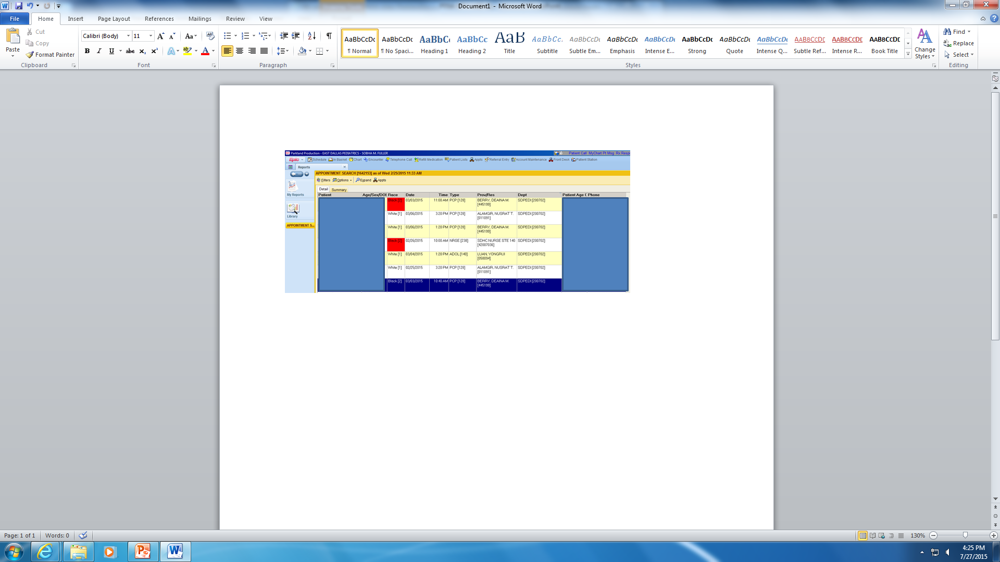 Document1 - Microsoft Word
File Home Insert Page Layout References Mailings Review View
Paste
Cut
Copy
Format Painter
Clipboard
Calibri (Body) 11
Font
Paragraph
AaBbCcDc AaBbCcDc AaBbC AaBbCc AaB AaBbCc. AaBbCcDc AaBbCcDc AaBbCcDc AaBbCcDc AaBbCcDc AaBbCcDc AABBCCDE AABBCCDE AABBCCDE
¶ Normal ¶ No Spaci... Heading 1 Heading 2 Title Subtitle Subtle Em... Emphasis Intense E... Strong Quote Intense Q... Subtle Ref... Intense R... Book Title
Styles
Change Styles
Find
Replace
Select
Editing
Parkland Production - EAST DALLAS PEDIATRICS - SOBHA M. FULLER
Patient Call MyChart Pt Msg Rx Respo
Epic Schedule In Basket Chart Encounter Telephone Call Refill Medication Patient Lists Appts Referral Entry Account Maintenance Front Desk Patient Station
Reports
APPOINTMENT SEARCH [1642153] as of Wed 2/25/2015 11:33 AM
Filters Options Expand Appts
My Reports
Library
APPOINTMENT S...
Detail Summary
Patient Age/Sex/DOI Race Date Time Type Prov/Res Dept Patient Age ( Phone
Black [2] 03/03/2015 11:00 AM PCP [128] BERRY, DEAINA M. [445199] SDPEDI [200702]
White [1] 03/06/2015 3:20 PM PCP [128] ALAMGIR, NUSRAT T. [011091] SDPEDI [200702]
White [1] 03/06/2015 1:20 PM PCP [128] BERRY, DEAINA M. [445199] SDPEDI [200702]
Black [2] 02/26/2015 10:00 AM NRSE [238] SDHC NURSE STE 140 [42007036] SDPEDI [200702]
White [1] 03/04/2015 1:20 PM ADOL [140] LUAN, YONGRUI [058094] SDPEDI [200702]
White [1] 02/25/2015 3:20 PM PCP [128] ALAMGIR, NUSRAT T. [011091] SDPEDI [200702]
Black [2] 03/03/2015 10:40 AM PCP [128] BERRY, DEAINA M. [445199] SDPEDI [200702]
Page: 1 of 1 Words: 0
130%
4:25 PM
7/27/2015